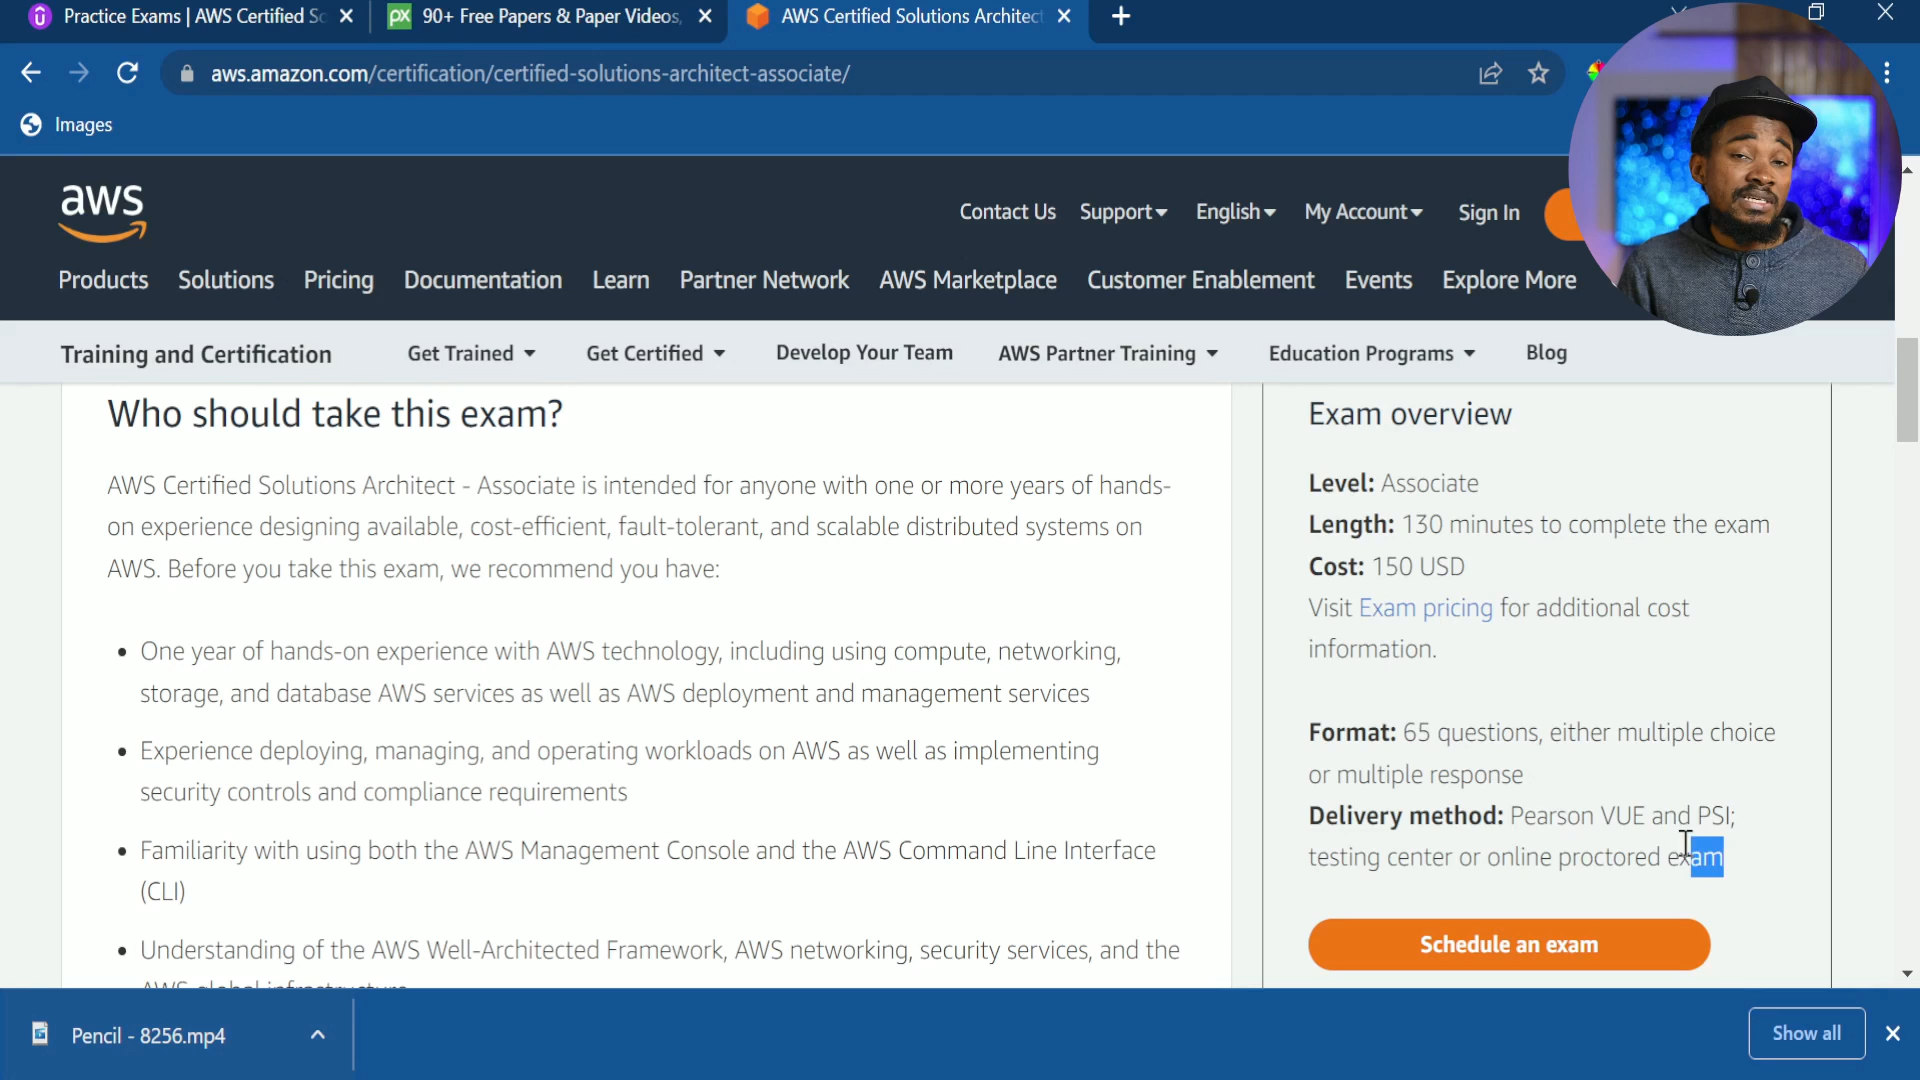 Practice Exams | AWS Certified So
90+ Free Papers & Paper Videos,
AWS Certified Solutions Architect
aws.amazon.com/certification/certified-solutions-architect-associate/
Images
aws
Contact Us
Support
English
My Account
Sign In
Products
Solutions
Pricing
Documentation
Learn
Partner Network
AWS Marketplace
Customer Enablement
Events
Explore More
Training and Certification
Get Trained
Get Certified
Develop Your Team
AWS Partner Training
Education Programs
Blog
Who should take this exam?
AWS Certified Solutions Architect - Associate is intended for anyone with one or more years of hands-
on experience designing available, cost-efficient, fault-tolerant, and scalable distributed systems on
AWS. Before you take this exam, we recommend you have:
• One year of hands-on experience with AWS technology, including using compute, networking,
storage, and database AWS services as well as AWS deployment and management services
• Experience deploying, managing, and operating workloads on AWS as well as implementing
security controls and compliance requirements
• Familiarity with using both the AWS Management Console and the AWS Command Line Interface
(CLI)
• Understanding of the AWS Well-Architected Framework, AWS networking, security services, and the
AWS global infrastructure
Exam overview
Level: Associate
Length: 130 minutes to complete the exam
Cost: 150 USD
Visit Exam pricing for additional cost
information.
Format: 65 questions, either multiple choice
or multiple response
Delivery method: Pearson VUE and PSI;
testing center or online proctored exam
Schedule an exam
Pencil - 8256.mp4
Show all